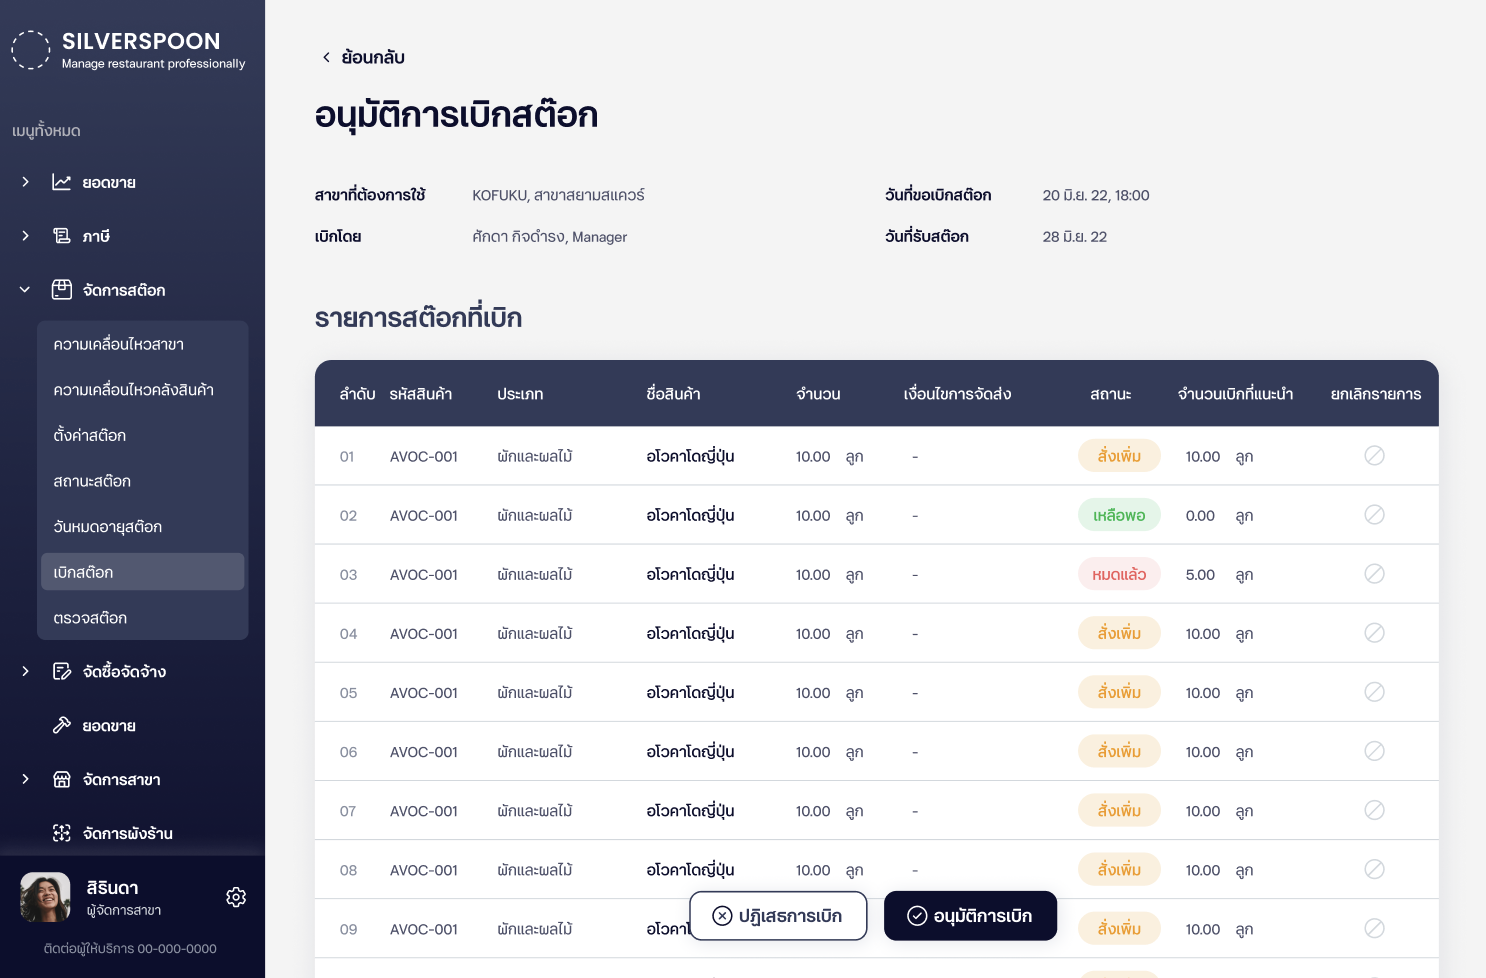 SILVERSPOON
Manage restaurant professionally
เมนูทั้งหมด
ยอดขาย
ภาษี
จัดการสต๊อก
ความเคลื่อนไหวสาขา
ความเคลื่อนไหวคลังสินค้า
ตั้งค่าสต๊อก
สถานะสต๊อก
วันหมดอายุสต๊อก
เบิกสต๊อก
ตรวจสต๊อก
จัดซื้อจัดจ้าง
ยอดขาย
จัดการสาขา
จัดการผังร้าน
สิรินดา
ผู้จัดการสาขา
ติดต่อผู้ให้บริการ 00-000-0000
ย้อนกลับ
อนุมัติการเบิกสต๊อก
สาขาที่ต้องการใช้ KOFUKU, สาขาสยามสแควร์ วันที่ขอเบิกสต๊อก 20 มิ.ย. 22, 18:00
เบิกโดย ศักดา กิจดำรง, Manager วันที่รับสต๊อก 28 มิ.ย. 22
รายการสต๊อกที่เบิก
ลำดับ รหัสสินค้า ประเภท ชื่อสินค้า จำนวน เงื่อนไขการจัดส่ง สถานะ จำนวนเบิกที่แนะนำ ยกเลิกรายการ
01 AVOC-001 ผักและผลไม้ อโวคาโดญี่ปุ่น 10.00 ลูก - สั่งเพิ่ม 10.00 ลูก
02 AVOC-001 ผักและผลไม้ อโวคาโดญี่ปุ่น 10.00 ลูก - เหลือพอ 0.00 ลูก
03 AVOC-001 ผักและผลไม้ อโวคาโดญี่ปุ่น 10.00 ลูก - หมดแล้ว 5.00 ลูก
04 AVOC-001 ผักและผลไม้ อโวคาโดญี่ปุ่น 10.00 ลูก - สั่งเพิ่ม 10.00 ลูก
05 AVOC-001 ผักและผลไม้ อโวคาโดญี่ปุ่น 10.00 ลูก - สั่งเพิ่ม 10.00 ลูก
06 AVOC-001 ผักและผลไม้ อโวคาโดญี่ปุ่น 10.00 ลูก - สั่งเพิ่ม 10.00 ลูก
07 AVOC-001 ผักและผลไม้ อโวคาโดญี่ปุ่น 10.00 ลูก - สั่งเพิ่ม 10.00 ลูก
08 AVOC-001 ผักและผลไม้ อโวคาโดญี่ปุ่น 10.00 ลูก - สั่งเพิ่ม 10.00 ลูก
09 AVOC-001 ผักและผลไม้ สั่งเพิ่ม 10.00 ลูก
ปฏิเสธการเบิก อนุมัติการเบิก